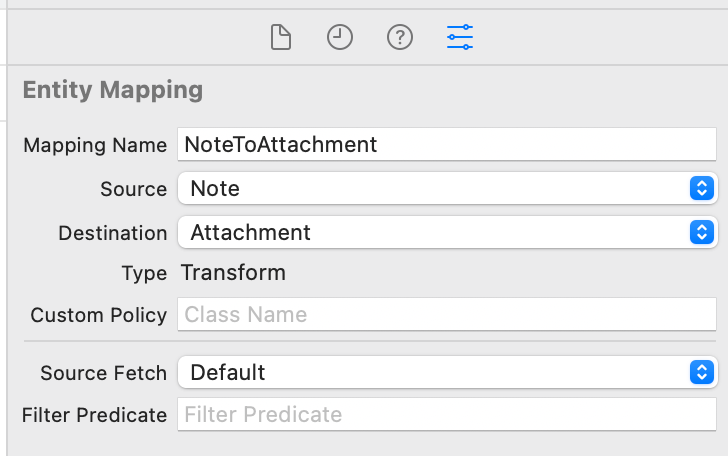 Entity Mapping
Mapping Name NoteToAttachment
Source Note
Destination Attachment
Type Transform
Custom Policy Class Name
Source Fetch Default
Filter Predicate Filter Predicate